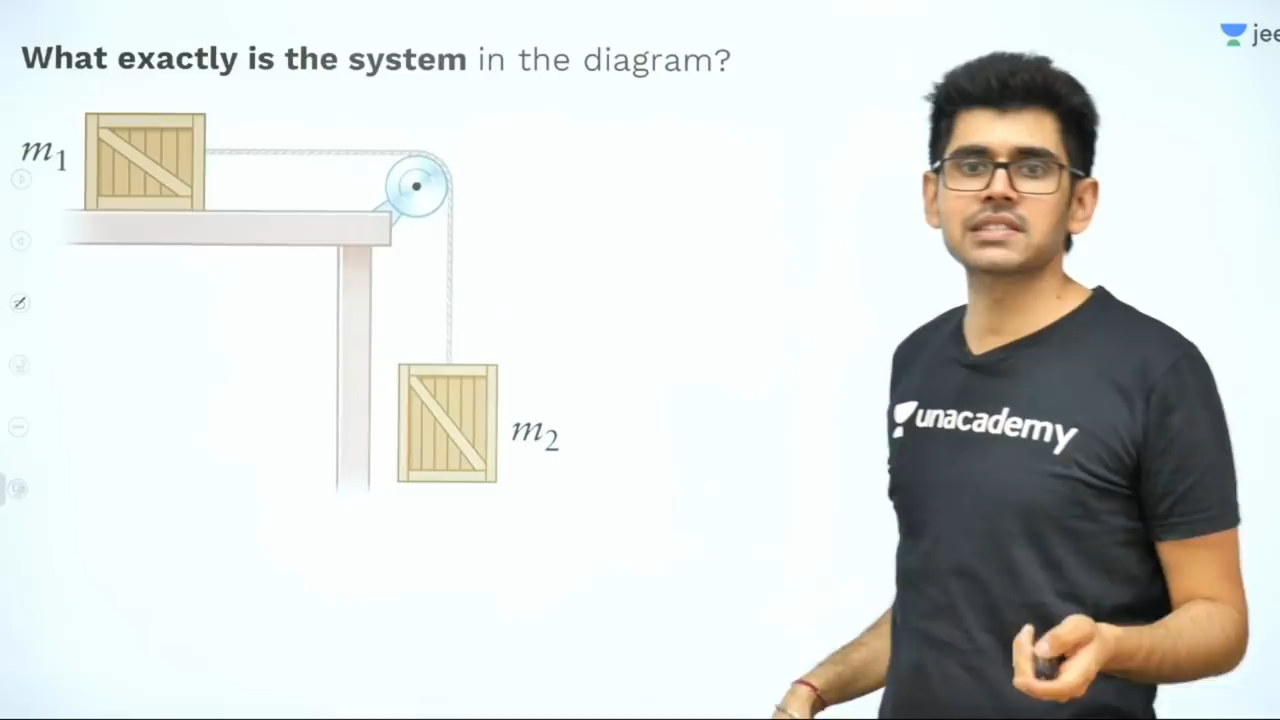 What exactly is the system in the diagram?
jee
m1
m2
unacademy